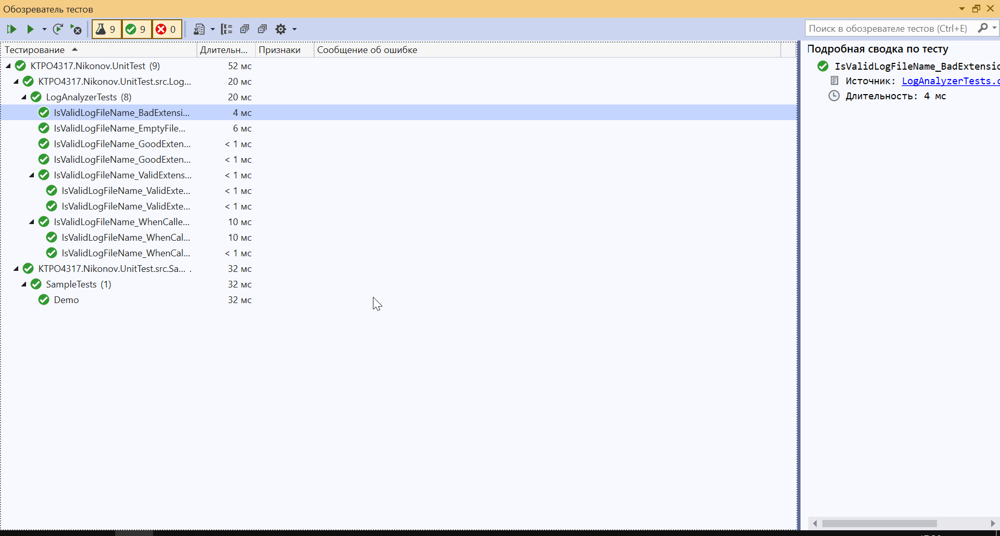 Обозреватель тестов
9 9 0
Поиск в обозревателе тестов (Ctrl+E)
Тестирование Длительн... Признаки Сообщение об ошибке
KTPO4317.Nikonov.UnitTest (9) 52 мс
KTPO4317.Nikonov.UnitTest.src.Log... 20 мс
LogAnalyzerTests (8) 20 мс
IsValidLogFileName_BadExtensi... 4 мс
IsValidLogFileName_EmptyFile... 6 мс
IsValidLogFileName_GoodExten... < 1 мс
IsValidLogFileName_GoodExten... < 1 мс
IsValidLogFileName_ValidExtens... < 1 мс
IsValidLogFileName_ValidExte... < 1 мс
IsValidLogFileName_ValidExte... < 1 мс
IsValidLogFileName_WhenCalle... 10 мс
IsValidLogFileName_WhenCal... 10 мс
IsValidLogFileName_WhenCal... < 1 мс
KTPO4317.Nikonov.UnitTest.src.Sa... . 32 мс
SampleTests (1) 32 мс
Demo 32 мс
Подробная сводка по тесту
IsValidLogFileName_BadExtensio
Источник: LogAnalyzerTests.c
Длительность: 4 мс